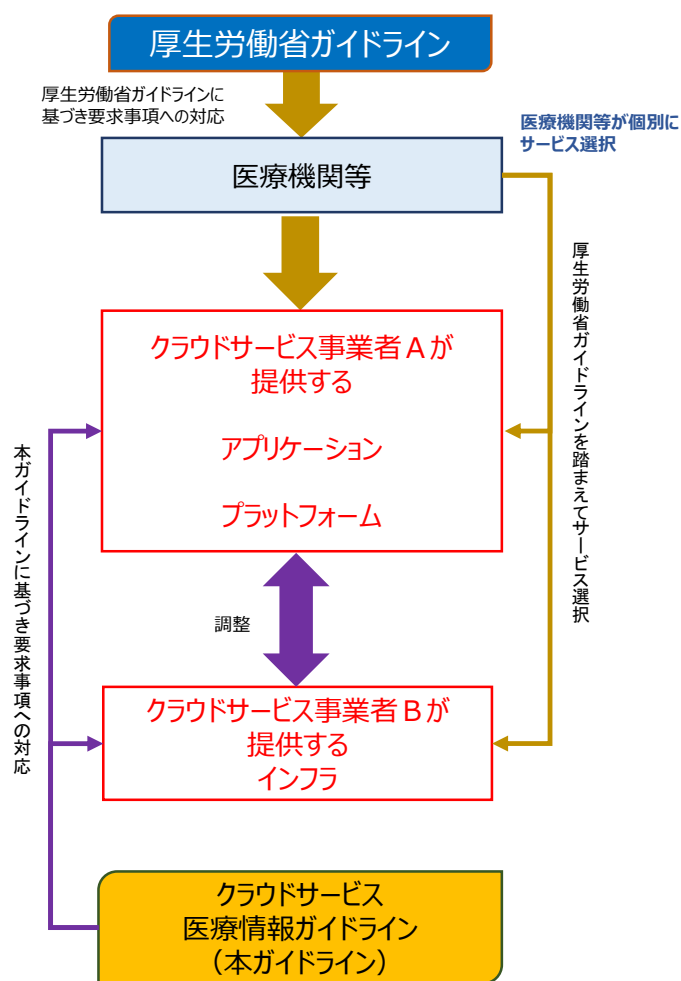 厚生労働省ガイドライン
厚生労働省ガイドラインに
基づき要求事項への対応
医療機関等が個別に
サービス選択
医療機関等
厚生労働省ガイドラインを踏まえてサービス選択
クラウドサービス事業者Aが
提供する
アプリケーション
プラットフォーム
本ガイドラインに基づき要求事項への対応
調整
クラウドサービス事業者Bが
提供する
インフラ
クラウドサービス
医療情報ガイドライン
（本ガイドライン）